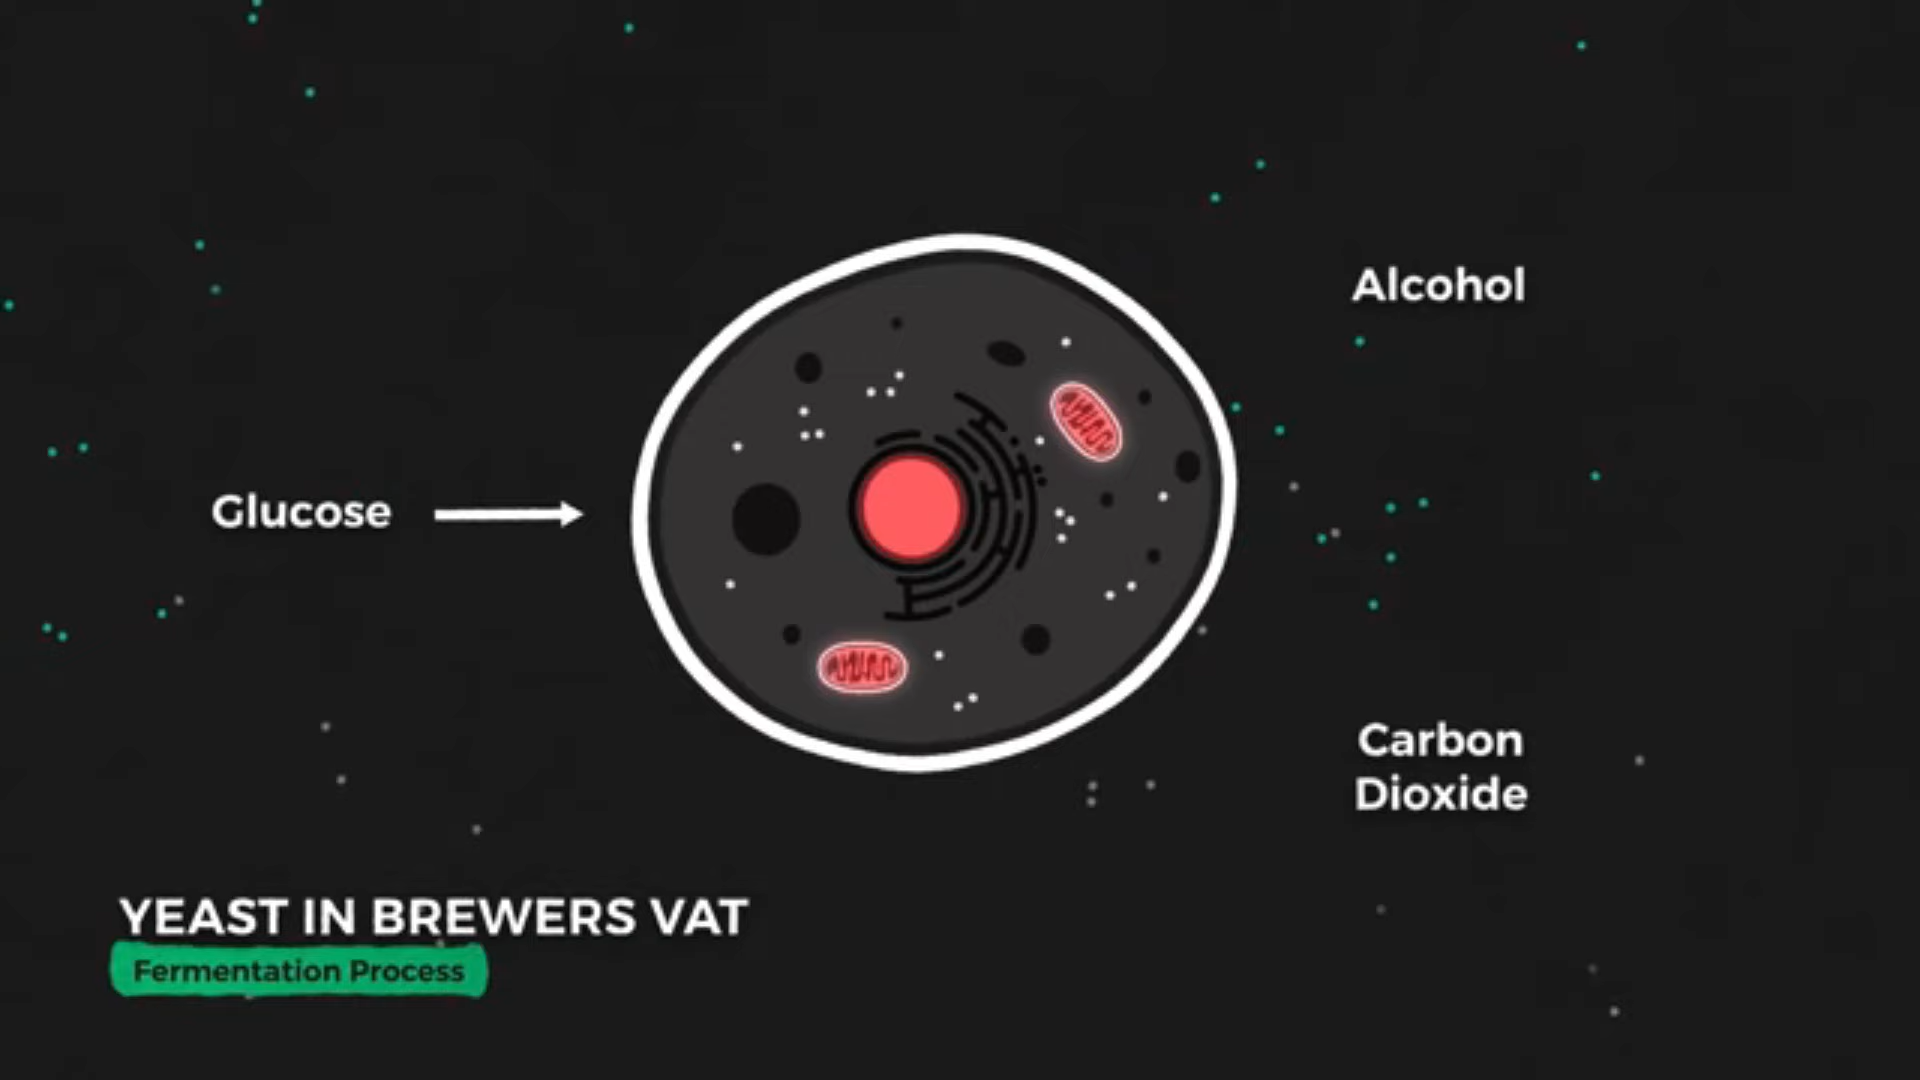 Alcohol
Glucose
Carbon
Dioxide
YEAST IN BREWERS VAT
Fermentation Process